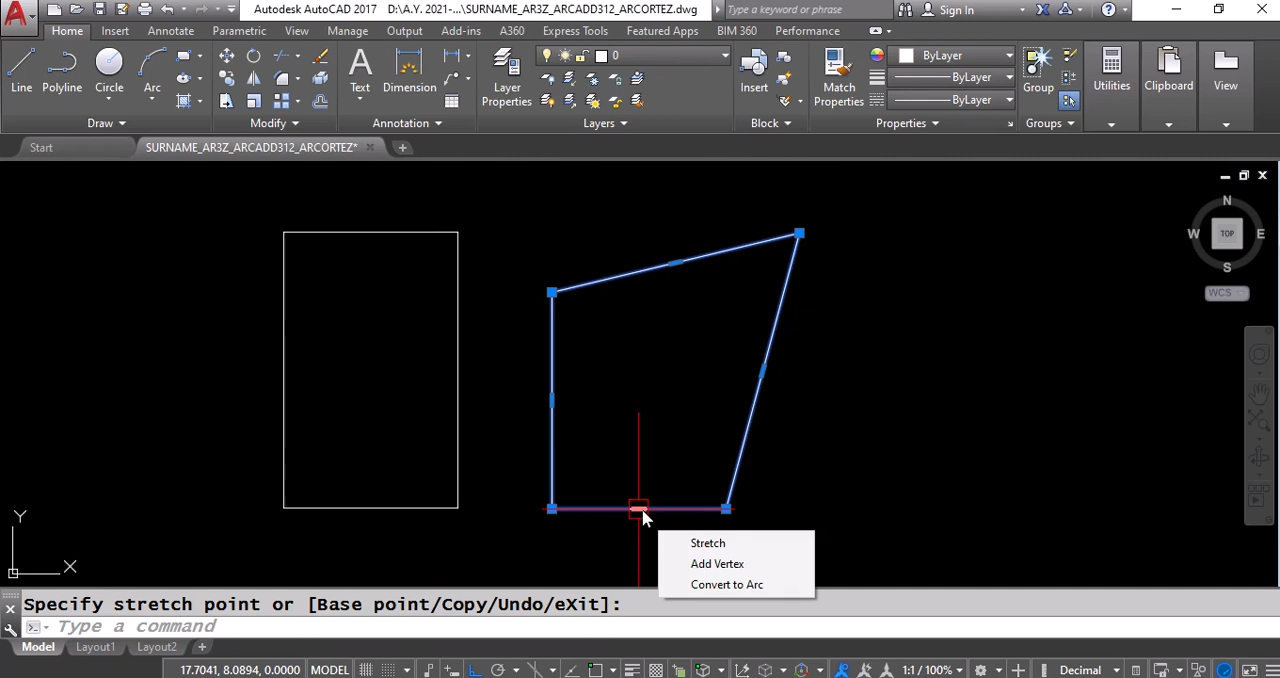 Autodesk AutoCAD 2017 D:\A.Y. 2021-...\SURNAME_AR3Z_ARCADD312_ARCORTEZ.dwg
Type a keyword or phrase
Sign In
Home Insert Annotate Parametric View Manage Output Add-ins A360 Express Tools Featured Apps BIM 360 Performance
Line Polyline Circle Arc
Text Dimension
Layer Properties
0
Insert
Match Properties
ByLayer
ByLayer
ByLayer
Group
Utilities
Clipboard
View
Draw Modify Annotation Layers Block Properties Groups
Start SURNAME_AR3Z_ARCADD312_ARCORTEZ*
N
W TOP E
S
WCS
Y
X
Stretch
Add Vertex
Convert to Arc
Specify stretch point or [Base point/Copy/Undo/eXit]:
Type a command
Model Layout1 Layout2
17.7041, 8.0894, 0.0000 MODEL 1:1 / 100% Decimal